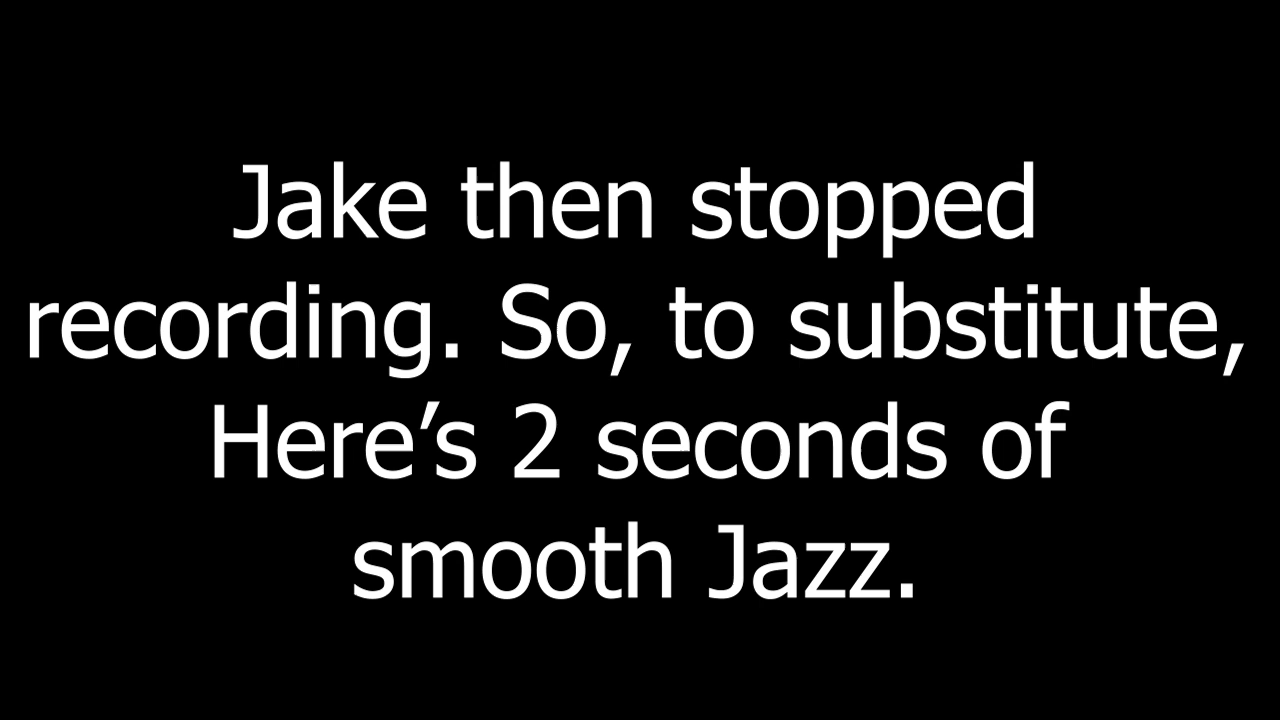 Jake then stopped
recording. So, to substitute,
Here’s 2 seconds of
smooth Jazz.